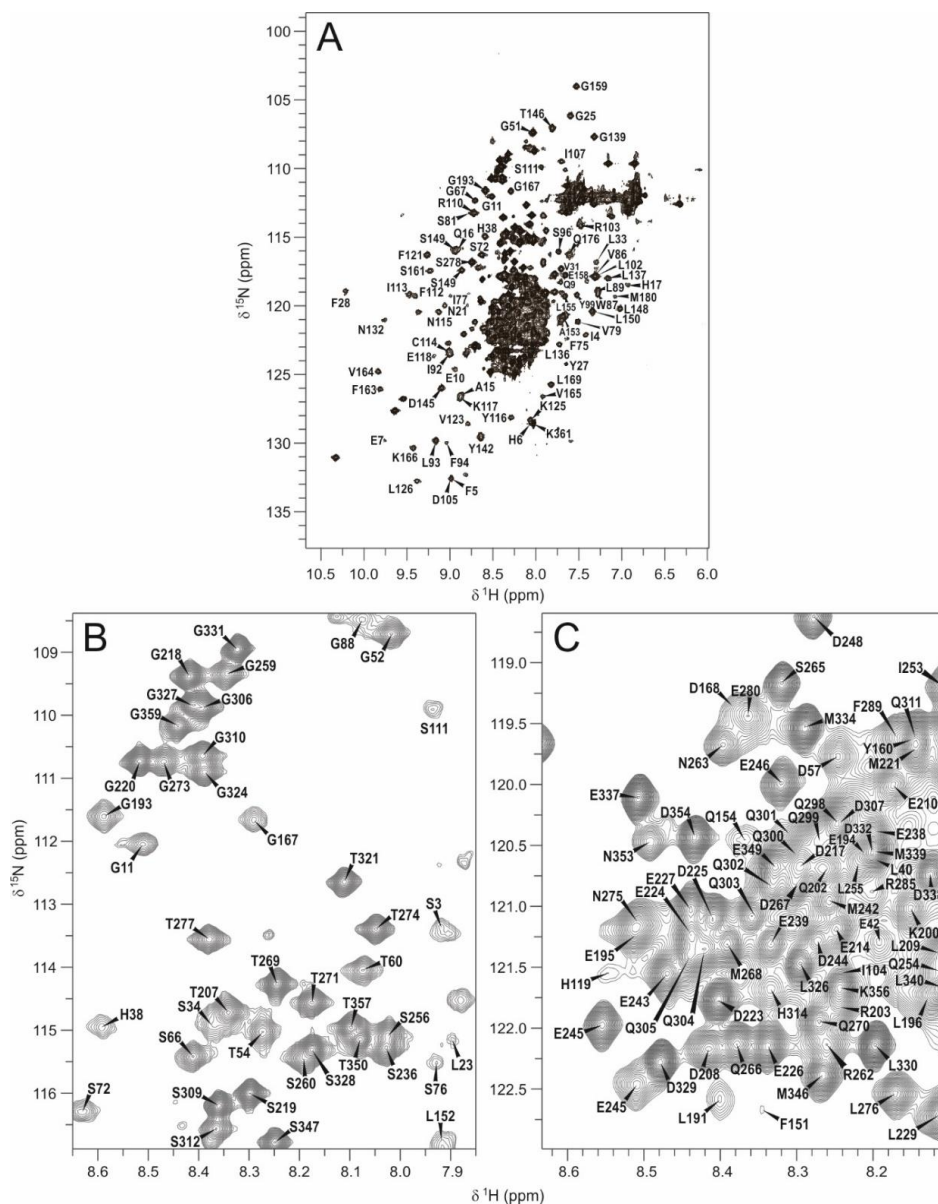 A
G159
T146
G25
G51
G139
I107
S111
G193
G167
G67
G11
R110
S81
R103
H38
Q16
S149
S96
Q176
L33
F121
S72
V86
V31
L102
S161
S278
E158
L137
S149
Q9
L89
H17
F28
I113
F112
I77
M180
L155
Y99
W87
L148
N21
L150
N132
N115
A153
V79
I4
C114
F75
L136
E118
I92
Y27
V164
E10
A15
L169
F163
V165
D145
K117
K125
V123
Y116
K361
E7
H6
Y142
K166
L93
F94
L126
D105
F5
100
105
110
115
120
125
130
135
δ 15N (ppm)
10.5 10.0 9.5 9.0 8.5 8.0 7.5 7.0 6.5 6.0
δ 1H (ppm)
B
G331
G88
G52
G218
G259
G327
G306
G359
S111
G310
G220
G273
G324
G193
G167
G11
T321
S3
T277
T274
T60
T269
T271
T207
T357
H38
S34
S256
S66
T54
L23
T350
S236
S260
S328
S76
S72
S309
S219
L152
S312
S347
109
110
111
112
113
114
115
116
δ 15N (ppm)
8.6 8.5 8.4 8.3 8.2 8.1 8.0 7.9
δ 1H (ppm)
C
D248
S265
I253
D168
E280
F289
Q311
M334
Y160
N263
M221
E246
D57
E210
E337
Q298
D307
D354
Q301
Q299
Q154
D332
E238
Q300
E194
E349
D217
M339
N353
L40
Q302
D225
L255
R285
E227
Q303
Q202
D338
N275
E224
D267
M242
E239
E42
K200
E195
E214
L209
D244
Q254
H119
M268
I104
L326
L340
E243
K356
H314
R203
Q304
L196
Q305
D223
Q270
E245
L330
D208
Q266
E226
R262
D329
M346
E245
L191
L276
F151
L229
119.0
119.5
120.0
120.5
121.0
121.5
122.0
122.5
δ 15N (ppm)
8.6 8.5 8.4 8.3 8.2
δ 1H (ppm)